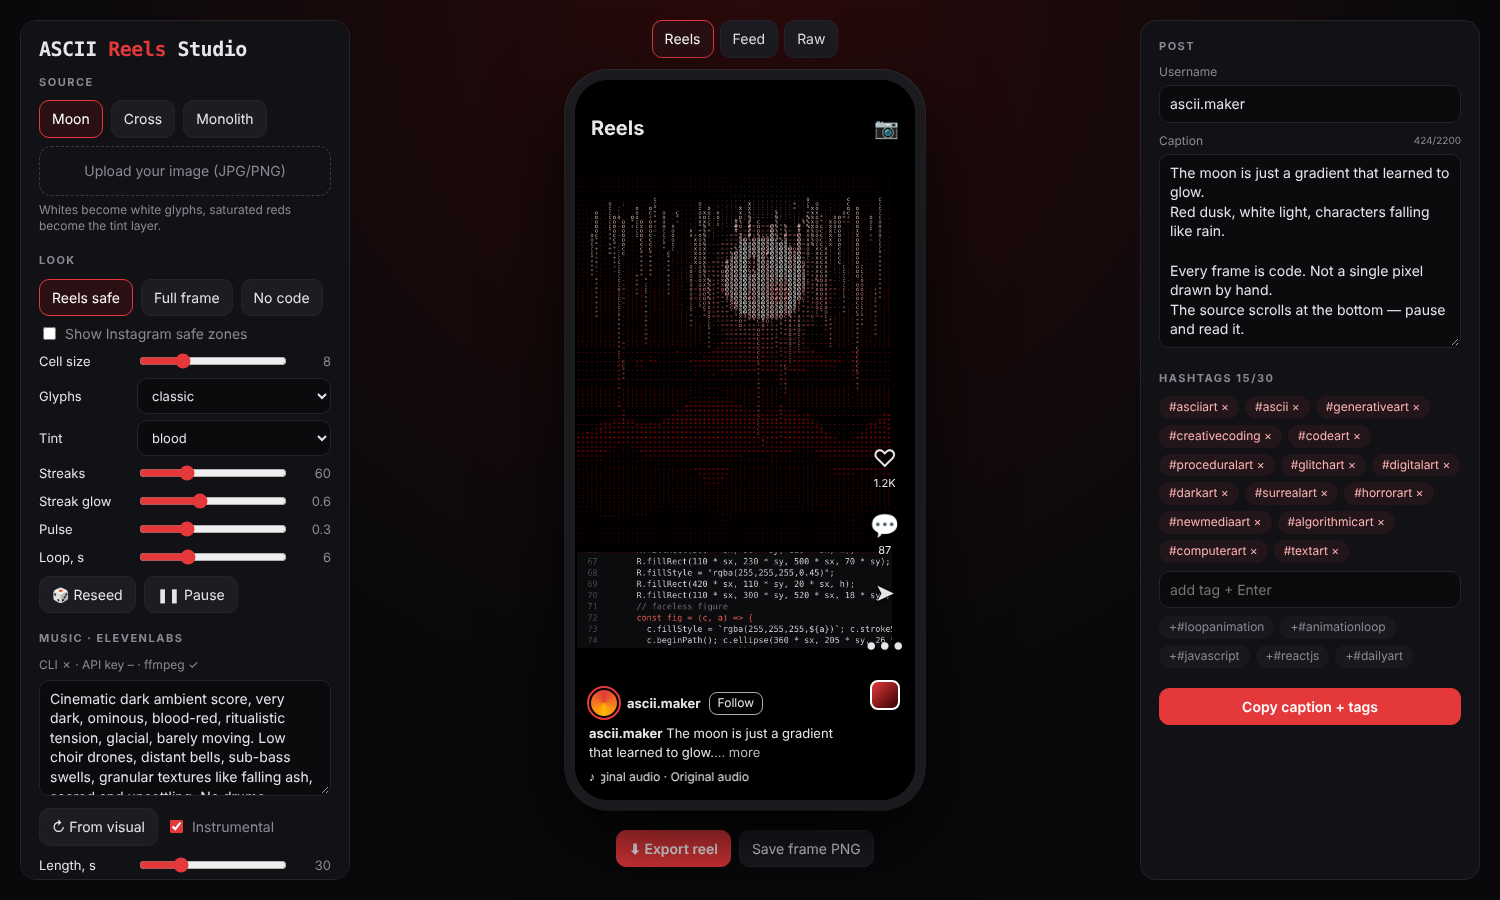 ASCII Reels Studio
SOURCE
Moon
Cross
Monolith
Upload your image (JPG/PNG)
Whites become white glyphs, saturated reds
become the tint layer.
LOOK
Reels safe
Full frame
No code
Show Instagram safe zones
Cell size
8
Glyphs
classic
Tint
blood
Streaks
60
Streak glow
0.6
Pulse
0.3
Loop, s
6
🎲 Reseed
❚❚ Pause
MUSIC · ELEVENLABS
CLI × · API key – · ffmpeg ✓
Cinematic dark ambient score, very
dark, ominous, blood-red, ritualistic
tension, glacial, barely moving. Low
choir drones, distant bells, sub-bass
swells, granular textures like falling ash,
↻ From visual
Instrumental
Length, s
30
Reels
Feed
Raw
Reels
1.2K
87
67
R.fillRect(110 * sx, 230 * sy, 500 * sx, 70 * sy);
68 R.fillStyle = "rgba(255,255,255,0.45)";
69 R.fillRect(420 * sx, 110 * sy, 20 * sx, h);
70 R.fillRect(110 * sx, 300 * sy, 520 * sx, 18 * sy
71 // faceless figure
72 const fig = (c, a) => {
73 c.fillStyle = `rgba(255,255,255,${a})`; c.stroke
74 c.beginPath(); c.ellipse(360 * sx, 205 * sy, 26
ascii.maker
Follow
ascii.maker The moon is just a gradient
that learned to glow.... more
♪ ginal audio · Original audio
⬇ Export reel
Save frame PNG
POST
Username
ascii.maker
Caption
424/2200
The moon is just a gradient that learned to
glow.
Red dusk, white light, characters falling
like rain.
Every frame is code. Not a single pixel
drawn by hand.
The source scrolls at the bottom — pause
and read it.
HASHTAGS 15/30
#asciiart ×
#ascii ×
#generativeart ×
#creativecoding ×
#codeart ×
#proceduralart ×
#glitchart ×
#digitalart ×
#darkart ×
#surrealart ×
#horrorart ×
#newmediaart ×
#algorithmicart ×
#computerart ×
#textart ×
add tag + Enter
+#loopanimation
+#animationloop
+#javascript
+#reactjs
+#dailyart
Copy caption + tags